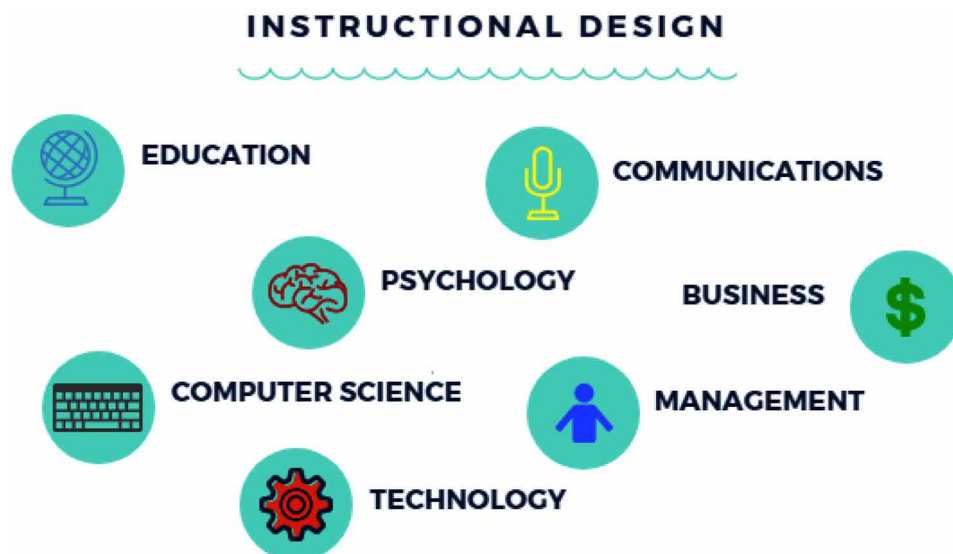 INSTRUCTIONAL DESIGN
EDUCATION
COMMUNICATIONS
PSYCHOLOGY
BUSINESS
COMPUTER SCIENCE
MANAGEMENT
TECHNOLOGY